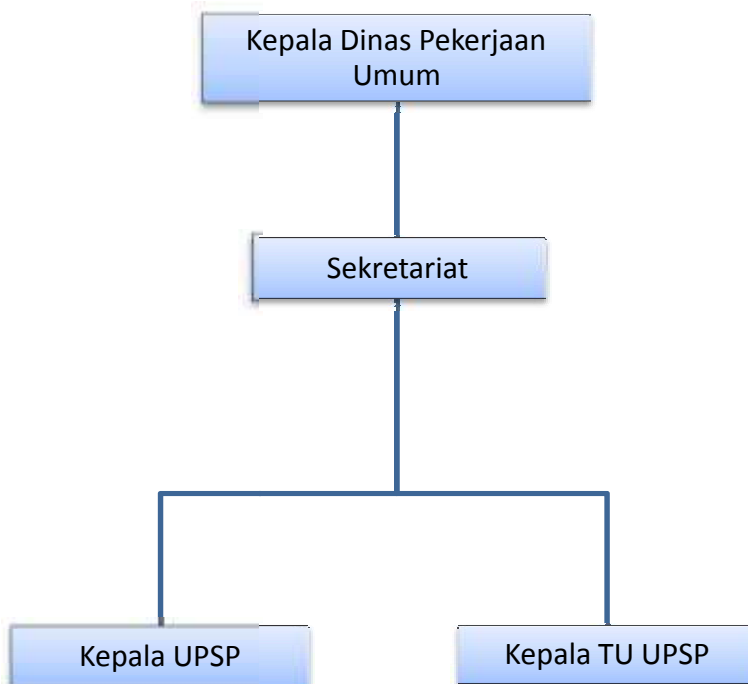 Kepala Dinas Pekerjaan
Umum
Sekretariat
Kepala UPSP
Kepala TU UPSP